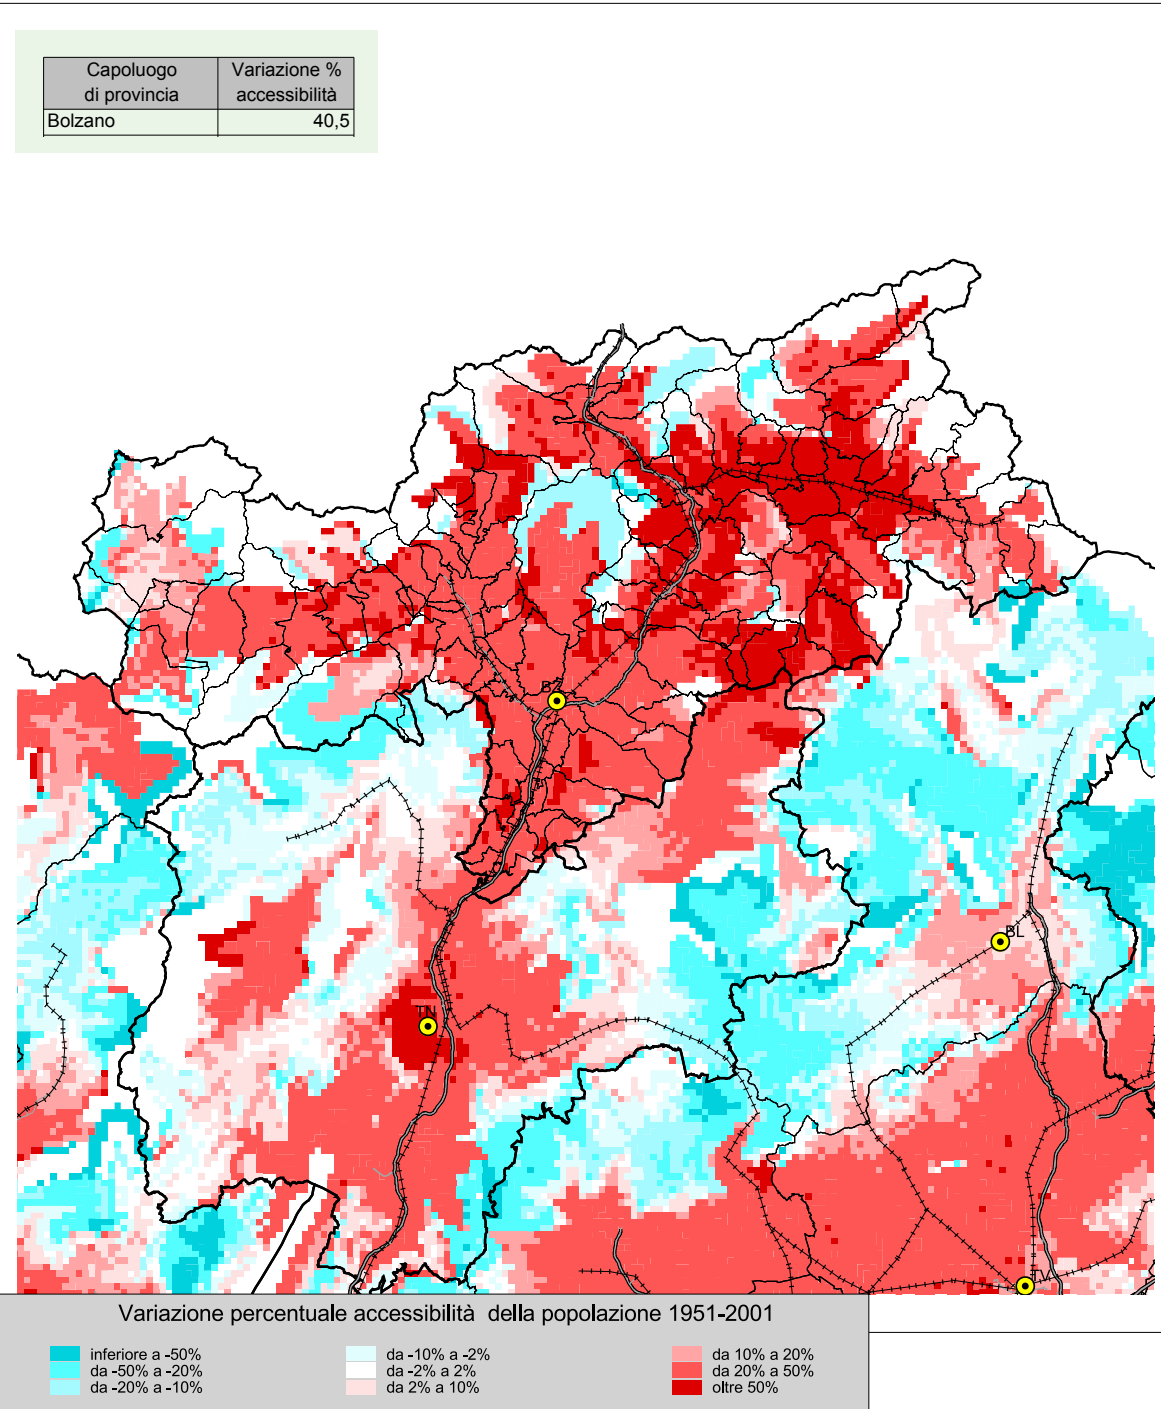 Capoluogo di provincia
Variazione % accessibilità
Bolzano 40,5
BZ
BL
TN
TV
Variazione percentuale accessibilità della popolazione 1951-2001
inferiore a -50%
da -50% a -20%
da -20% a -10%
da -10% a -2%
da -2% a 2%
da 2% a 10%
da 10% a 20%
da 20% a 50%
oltre 50%